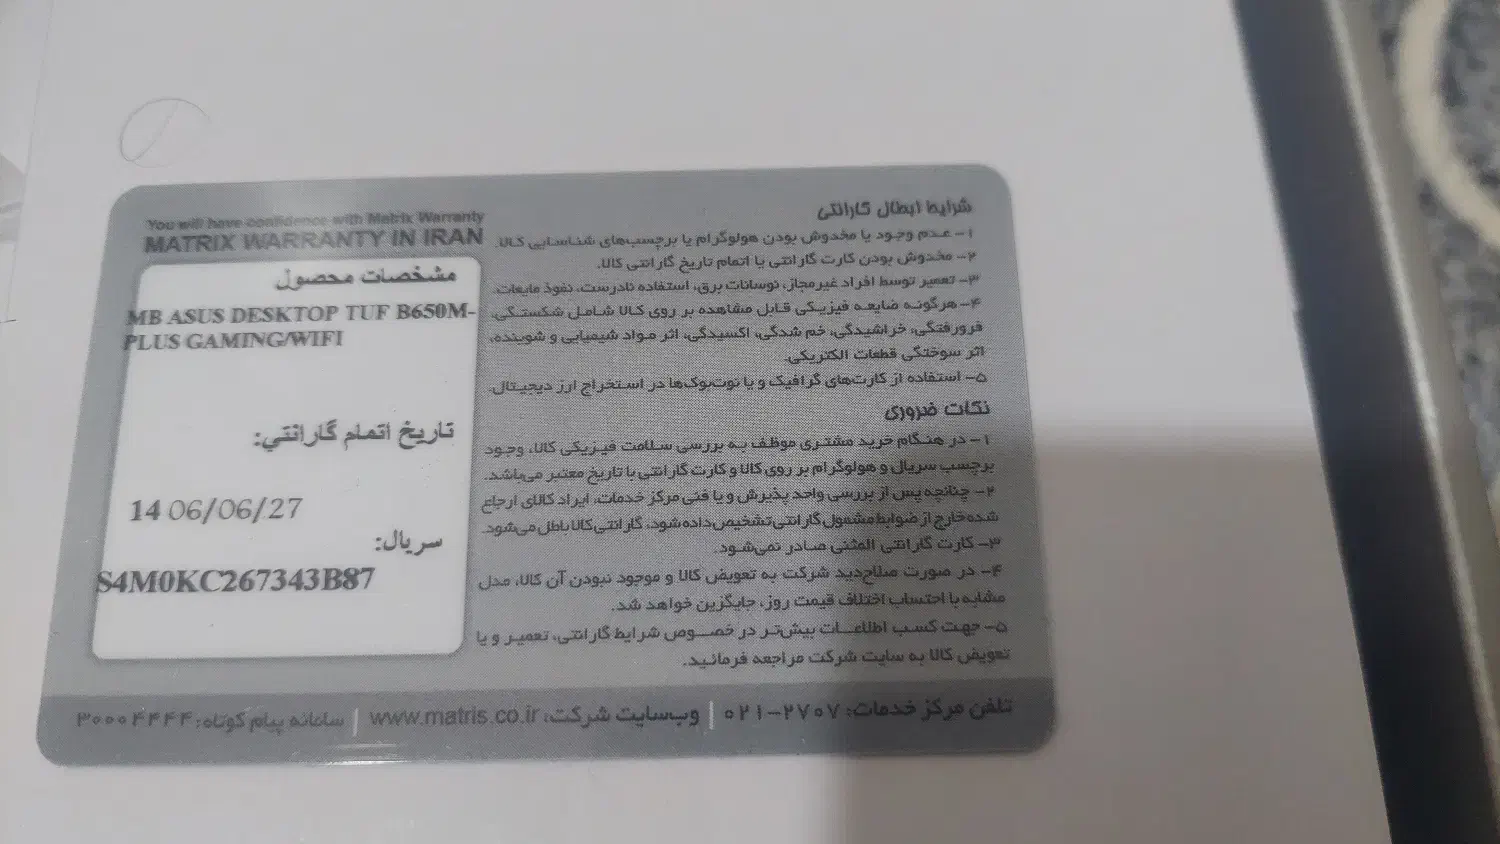 You will have confidence with Matrix Warranty
MATRIX WARRANTY IN IRAN
مشخصات محصول
MB ASUS DESKTOP TUF B650M-
PLUS GAMING/WIFI
تاریخ اتمام گارانتي:
14 06/06/27
سریال:
S4M0KC267343B87
شرایط ابطال گارانتی
۱- عدم وجود یا مخدوش بودن هولوگرام یا برچسب‌های شناسایی کالا.
۲- مخدوش بودن کارت گارانتی یا اتمام تاریخ گارانتی کالا.
۳- تعمیر توسط افراد غیرمجاز، نوسانات برق، استفاده نادرست، نفوذ مایعات.
۴- هرگونه ضایعه فیزیکی قابل مشاهده بر روی کالا شامل شکستگی،
فرورفتگی، خراشیدگی، خم شدگی، اکسیدگی، اثر مواد شیمیایی و شوینده،
اثر سوختگی قطعات الکتریکی.
۵- استفاده از کارت‌های گرافیک و یا نوت‌بوک‌ها در استخراج ارز دیجیتال.
نکات ضروری
۱- در هنگام خرید مشتری موظف به بررسی سلامت فیزیکی کالا، وجود
برچسب سریال و هولوگرام بر روی کالا و کارت گارانتی با تاریخ معتبر می‌باشد.
۲- چنانچه پس از بررسی واحد پذیرش و یا فنی مرکز خدمات، ایراد کالای ارجاع
شده خارج از ضوابط مشمول گارانتی تشخیص داده شود، گارانتی کالا باطل می‌شود.
۳- کارت گارانتی المثنی صادر نمی‌شود.
۴- در صورت صلاحدید شرکت به تعویض کالا و موجود نبودن آن کالا، مدل
مشابه با احتساب اختلاف قیمت روز، جایگزین خواهد شد.
۵- جهت کسب اطلاعات بیش‌تر در خصوص شرایط گارانتی، تعمیر و یا
تعویض کالا به سایت شرکت مراجعه فرمائید.
تلفن مرکز خدمات: ۲۷۰۷-۰۲۱ | وب‌سایت شرکت: www.matris.co.ir | سامانه پیام کوتاه: ۳۰۰۰۴۴۴۴